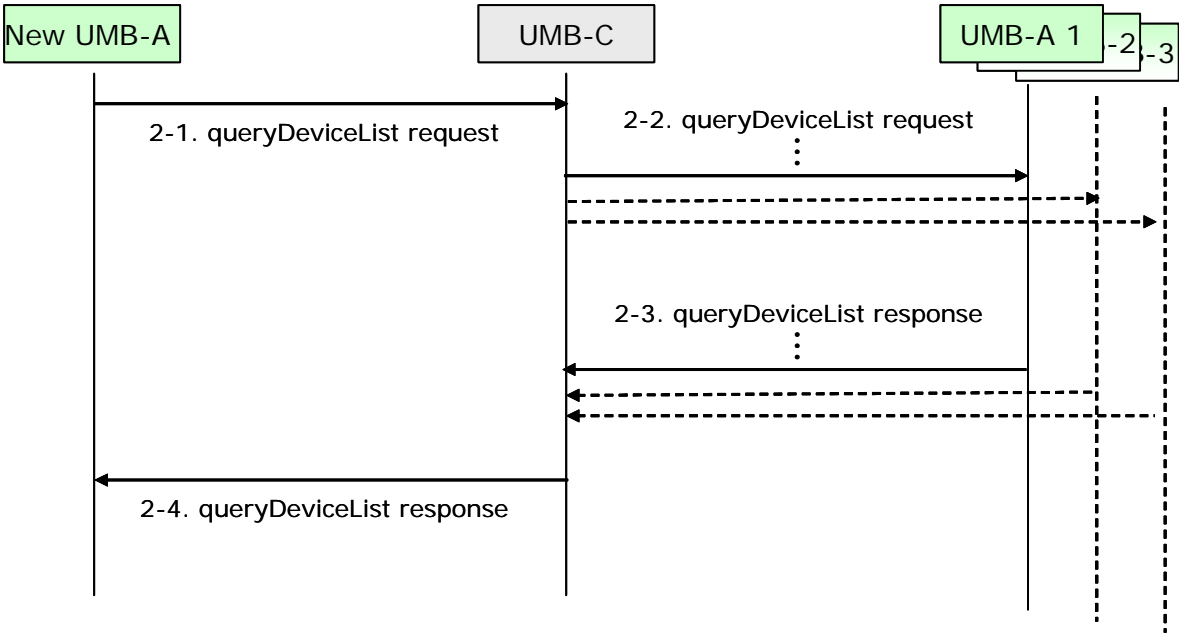 New UMB-A
UMB-C
UMB-A 1
-2
-3
2-1. queryDeviceList request
2-2. queryDeviceList request
2-3. queryDeviceList response
2-4. queryDeviceList response